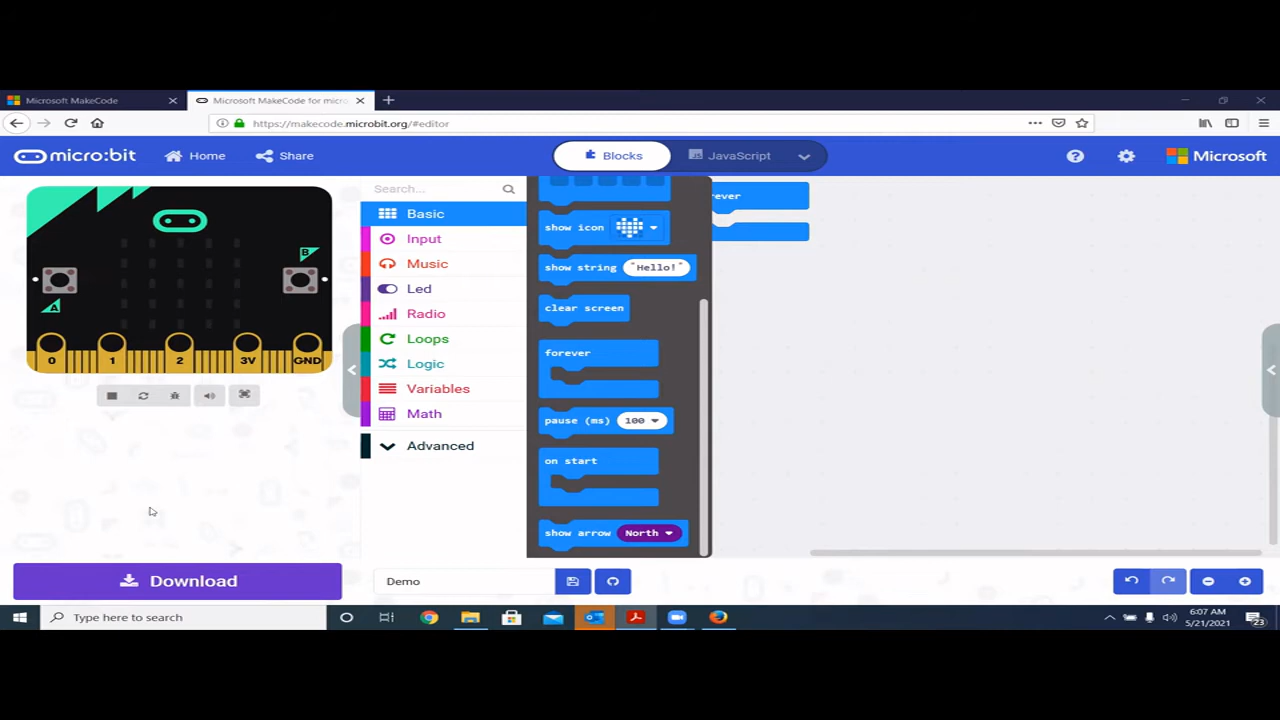 Microsoft MakeCode
Microsoft MakeCode for micro
https://makecode.microbit.org/#editor
micro:bit
Home
Share
Blocks
JavaScript
Microsoft
Search...
Basic
Input
Music
Led
Radio
Loops
Logic
Variables
Math
Advanced
A
B
0
1
2
3V
GND
show icon
show string "Hello!"
clear screen
forever
pause (ms) 100
on start
show arrow North
ever
Download
Demo
Type here to search
6:07 AM
5/21/2021
23